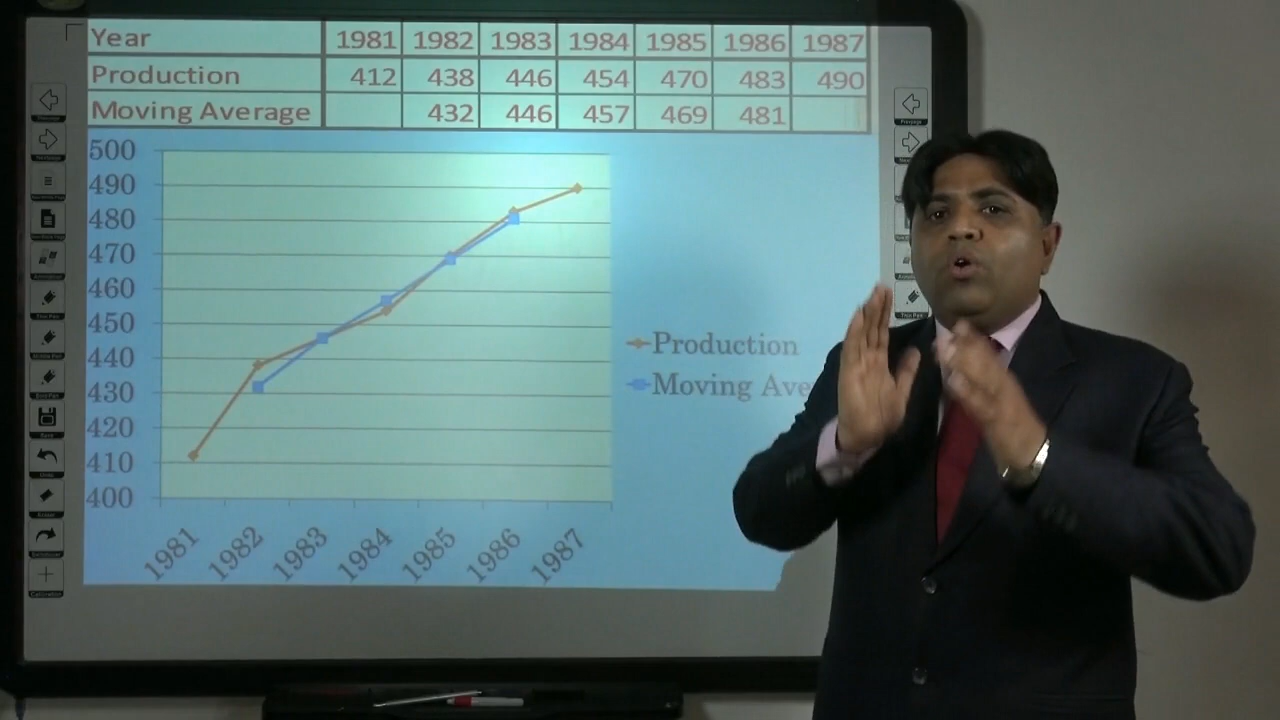 Year 1981 1982 1983 1984 1985 1986 1987
Production 412 438 446 454 470 483 490
Moving Average 432 446 457 469 481
500
490
480
470
460
450
440
430
420
410
400
1981 1982 1983 1984 1985 1986 1987
Production
Moving Ave